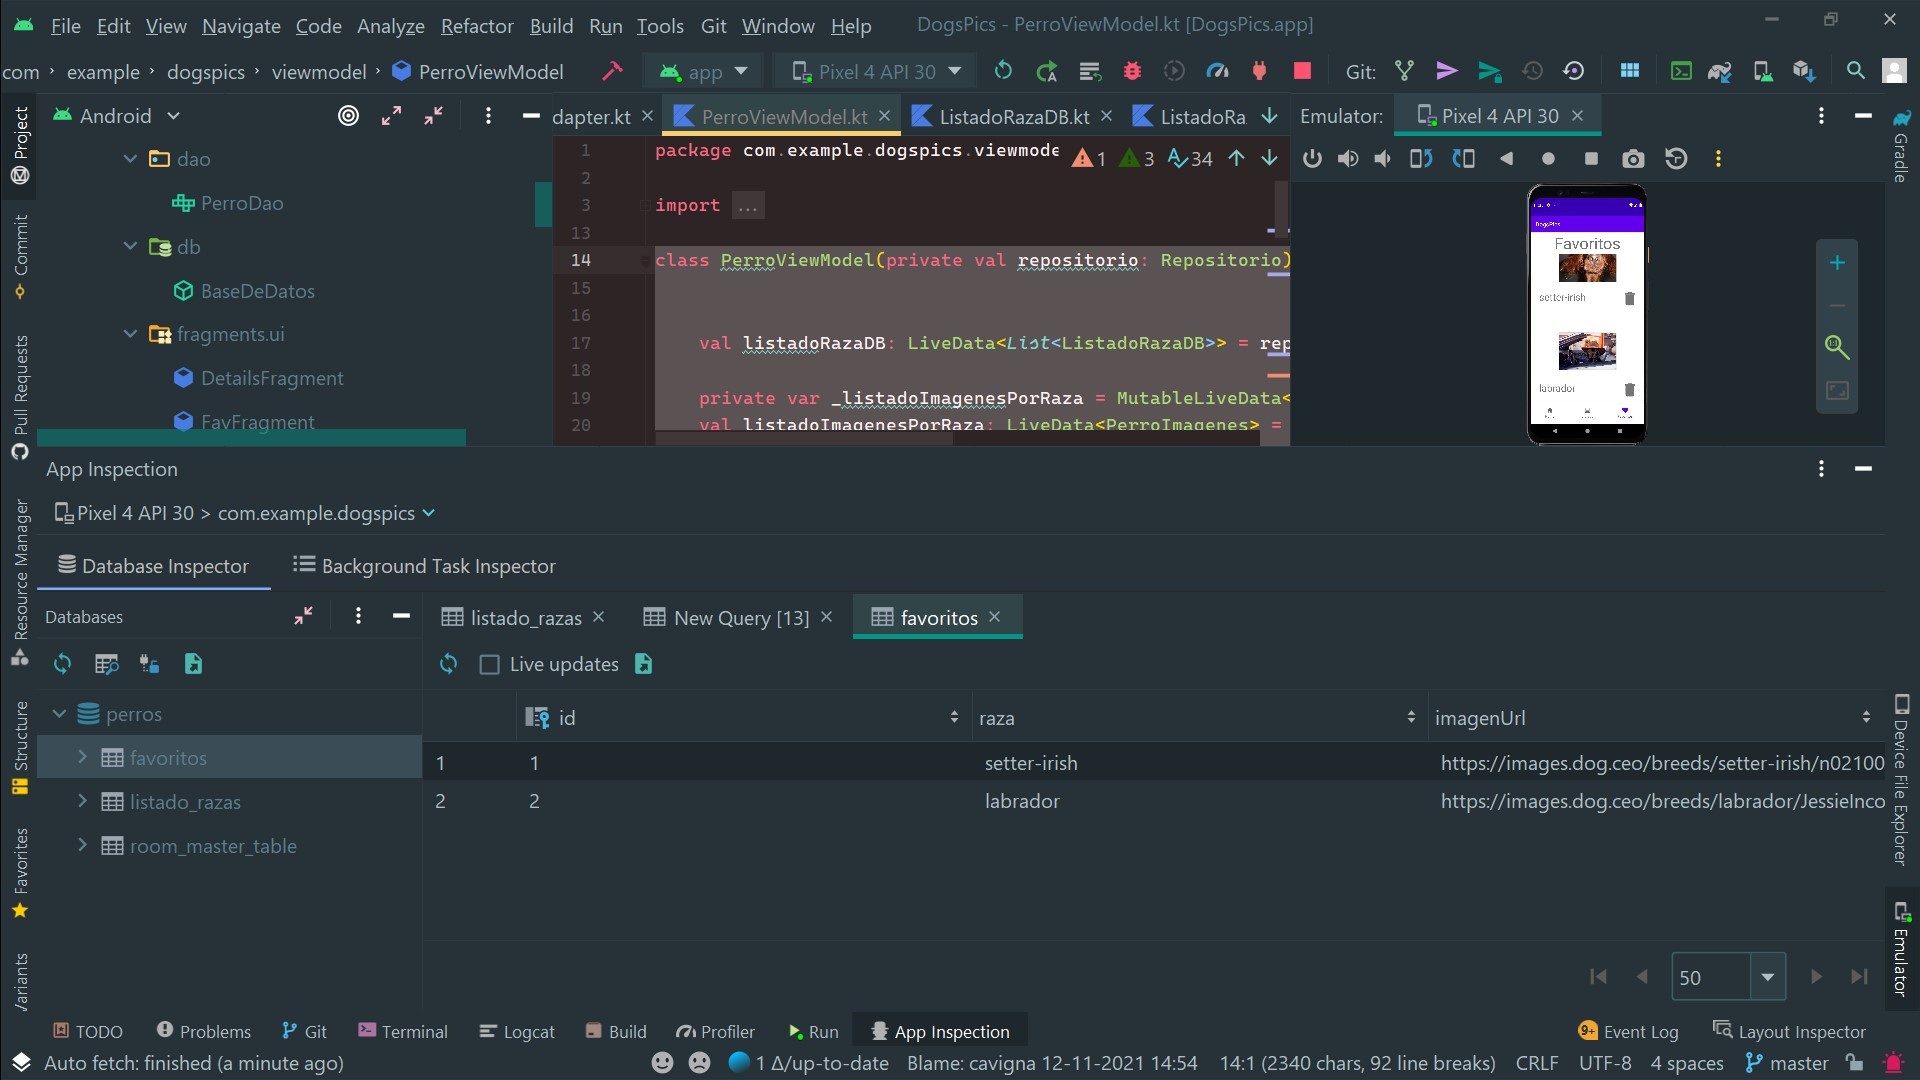 File Edit View Navigate Code Analyze Refactor Build Run Tools Git Window Help DogsPics - PerroViewModel.kt [DogsPics.app]
com › example › dogspics › viewmodel › PerroViewModel app Pixel 4 API 30 Git:
Project
Commit
Pull Requests
Resource Manager
Structure
Favorites
Variants
Android
dao
PerroDao
db
BaseDeDatos
fragments.ui
DetailsFragment
FavFragment
dapter.kt PerroViewModel.kt ListadoRazaDB.kt ListadoRa
1 package com.example.dogspics.viewmode 1 3 34
2
3 import ...
13
14 class PerroViewModel(private val repositorio: Repositorio)
15
16
17 val listadoRazaDB: LiveData<List<ListadoRazaDB>> = rep
18
19 private var _listadoImagenesPorRaza = MutableLiveData<
20 val listadoImagenesPorRaza: LiveData<PerroImagenes> =
Emulator: Pixel 4 API 30
DogsPics
Favoritos
setter-irish
labrador
1:1
Gradle
Device File Explorer
Emulator
App Inspection
Pixel 4 API 30 > com.example.dogspics
Database Inspector Background Task Inspector
Databases
perros
favoritos
listado_razas
room_master_table
listado_razas New Query [13] favoritos
Live updates
id raza imagenUrl
1 1 setter-irish https://images.dog.ceo/breeds/setter-irish/n02100
2 2 labrador https://images.dog.ceo/breeds/labrador/JessieInco
50
TODO Problems Git Terminal Logcat Build Profiler Run App Inspection 9+ Event Log Layout Inspector
Auto fetch: finished (a minute ago) 1 Δ/up-to-date Blame: cavigna 12-11-2021 14:54 14:1 (2340 chars, 92 line breaks) CRLF UTF-8 4 spaces master